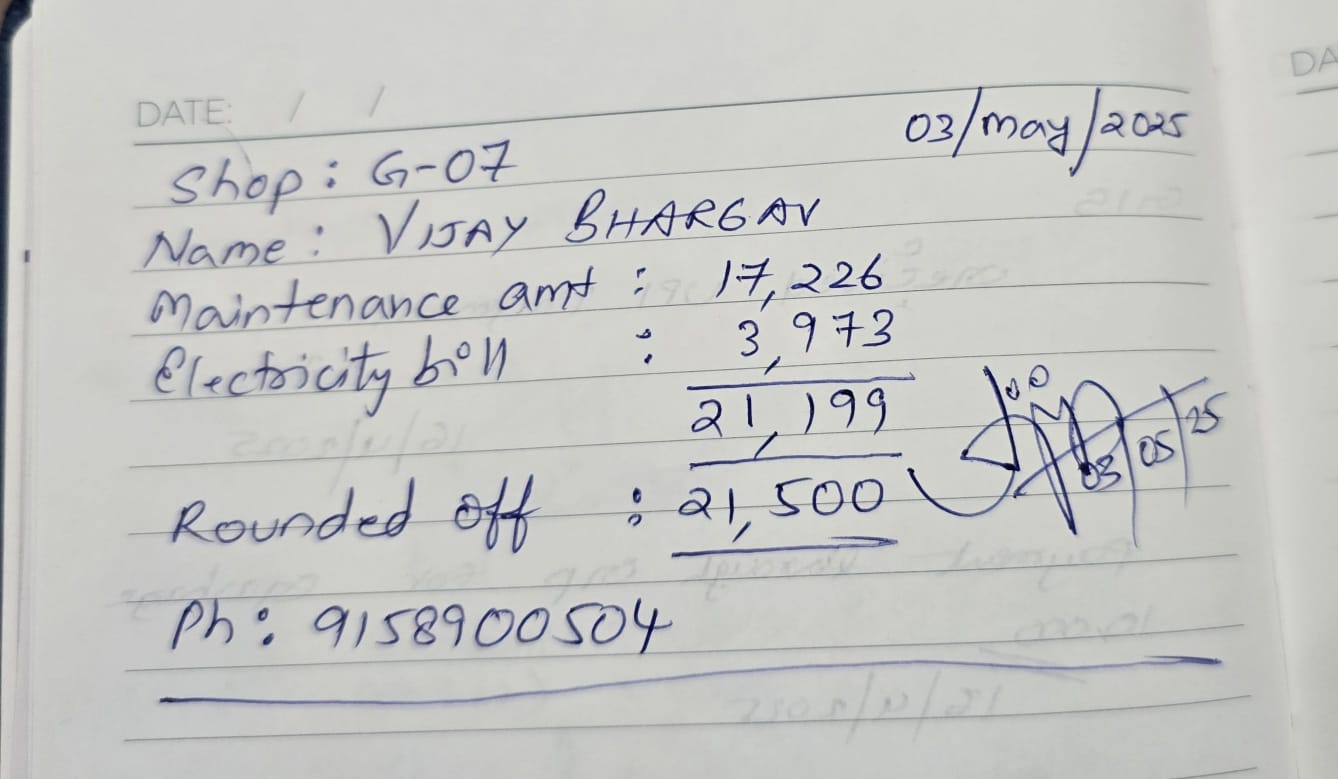 DATE: / /
03/may/2025
Shop: G-07
Name: VIJAY BHARGAV
Maintenance amt : 17,226
Electricity bill : 3,973
21,199
Rounded off : 21,500
03/05/25
Ph: 9158900504
DA